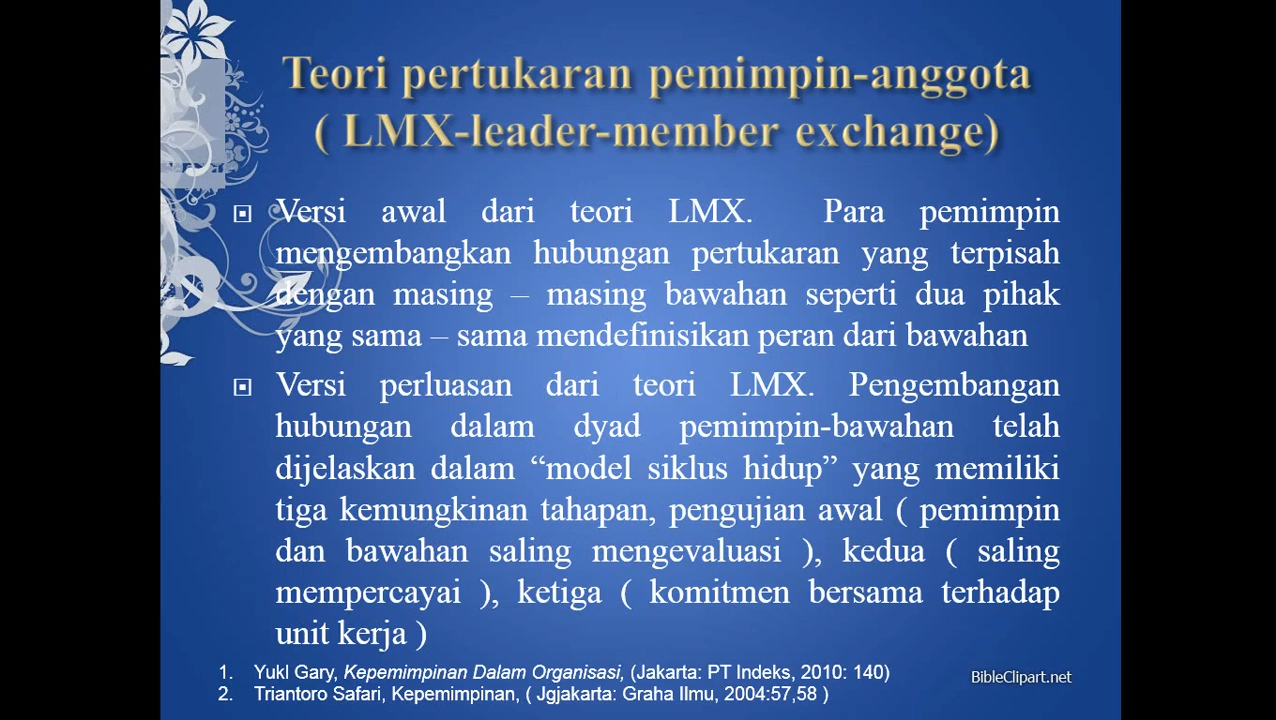 Teori pertukaran pemimpin-anggota
( LMX-leader-member exchange)
Versi awal dari teori LMX. Para pemimpin
mengembangkan hubungan pertukaran yang terpisah
dengan masing – masing bawahan seperti dua pihak
yang sama – sama mendefinisikan peran dari bawahan
Versi perluasan dari teori LMX. Pengembangan
hubungan dalam dyad pemimpin-bawahan telah
dijelaskan dalam “model siklus hidup” yang memiliki
tiga kemungkinan tahapan, pengujian awal ( pemimpin
dan bawahan saling mengevaluasi ), kedua ( saling
mempercayai ), ketiga ( komitmen bersama terhadap
unit kerja )
1. Yukl Gary, Kepemimpinan Dalam Organisasi, (Jakarta: PT Indeks, 2010: 140)
2. Triantoro Safari, Kepemimpinan, ( Jgjakarta: Graha Ilmu, 2004:57,58 )
BibleClipart.net